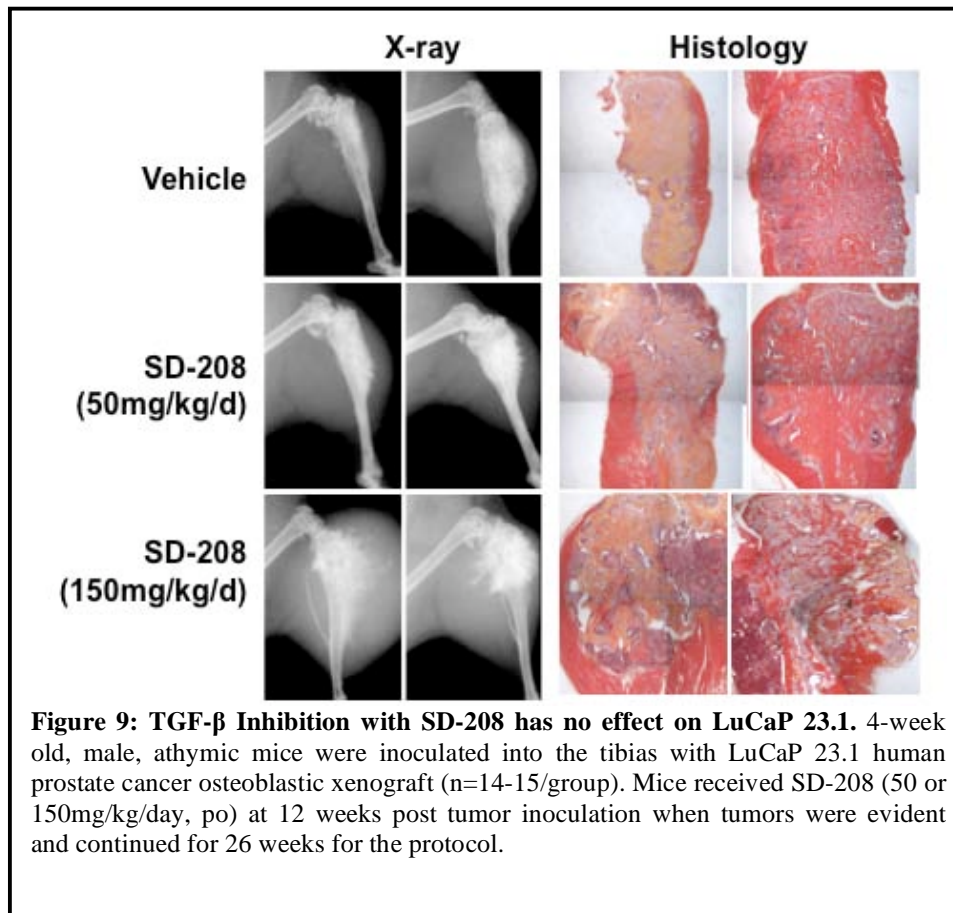 X-ray Histology
Vehicle
SD-208
(50mg/kg/d)
SD-208
(150mg/kg/d)
Figure 9: TGF-β Inhibition with SD-208 has no effect on LuCaP 23.1. 4-week
old, male, athymic mice were inoculated into the tibias with LuCaP 23.1 human
prostate cancer osteoblastic xenograft (n=14-15/group). Mice received SD-208 (50 or
150mg/kg/day, po) at 12 weeks post tumor inoculation when tumors were evident
and continued for 26 weeks for the protocol.